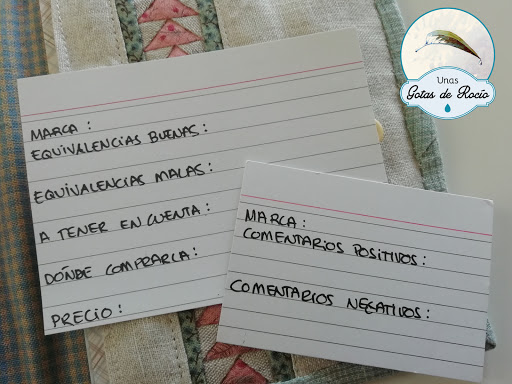 Unas
Gotas de Rocío
MARCA:
EQUIVALENCIAS BUENAS:
EQUIVALENCIAS MALAS:
A TENER EN CUENTA:
DÓNDE COMPRARLA:
PRECIO:
MARCA:
COMENTARIOS POSITIVOS:
COMENTARIOS NEGATIVOS: